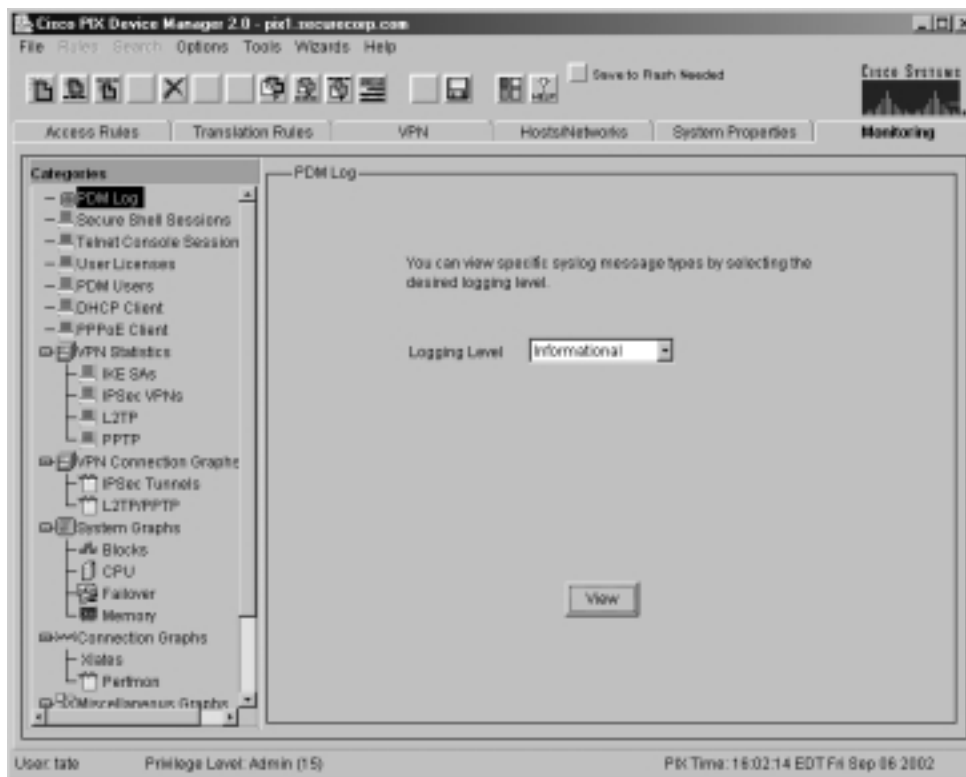 Cisco PIX Device Manager 2.0 - pix1.securecorp.com
File Rules Search Options Tools Wizards Help
Save to Flash Needed
HELP
CISCO SYSTEMS
Access Rules
Translation Rules
VPN
Hosts/Networks
System Properties
Monitoring
Categories
PDM Log
Secure Shell Sessions
Telnet Console Session
User Licenses
PDM Users
DHCP Client
PPPoE Client
VPN Statistics
IKE SAs
IPSec VPNs
L2TP
PPTP
VPN Connection Graphs
IPSec Tunnels
L2TP/PPTP
System Graphs
Blocks
CPU
Failover
Memory
Connection Graphs
Xlates
Perfmon
Miscellaneous Graphs
PDM Log
You can view specific syslog message types by selecting the
desired logging level.
Logging Level
Informational
View
User: tate
Privilege Level: Admin (15)
PIX Time: 16:02:14 EDT Fri Sep 06 2002